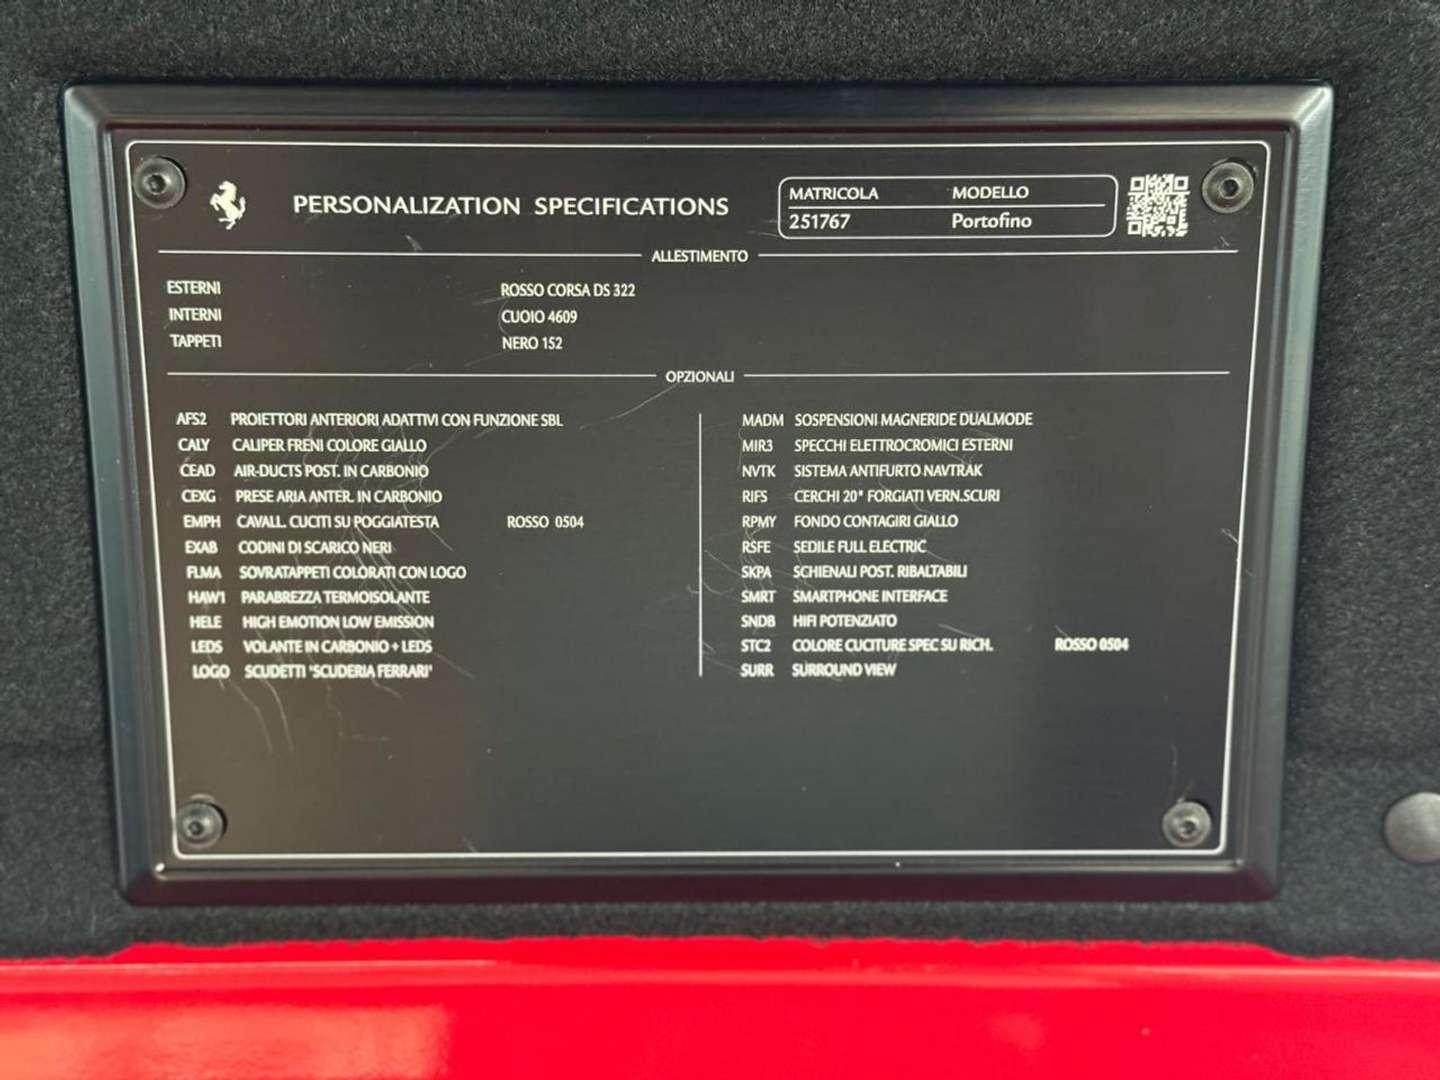 PERSONALIZATION SPECIFICATIONS
MATRICOLA MODELLO
251767 Portofino
ALLESTIMENTO
ESTERNI ROSSO CORSA DS 322
INTERNI CUOIO 4609
TAPPETI NERO 152
OPZIONALI
AFS2 PROIETTORI ANTERIORI ADATTIVI CON FUNZIONE SBL
CALY CALIPER FRENI COLORE GIALLO
CEAD AIR-DUCTS POST. IN CARBONIO
CEXG PRESE ARIA ANTER. IN CARBONIO
EMPH CAVALL. CUCITI SU POGGIATESTA ROSSO 0504
EXAB CODINI DI SCARICO NERI
FLMA SOVRATAPPETI COLORATI CON LOGO
HAW1 PARABREZZA TERMOISOLANTE
HELE HIGH EMOTION LOW EMISSION
LEDS VOLANTE IN CARBONIO + LEDS
LOGO SCUDETTI "SCUDERIA FERRARI"
MADM SOSPENSIONI MAGNERIDE DUALMODE
MIR3 SPECCHI ELETTROCROMICI ESTERNI
NVTK SISTEMA ANTIFURTO NAVTRAK
RIFS CERCHI 20" FORGIATI VERN.SCURI
RPMY FONDO CONTAGIRI GIALLO
RSFE SEDILE FULL ELECTRIC
SKPA SCHIENALI POST. RIBALTABILI
SMRT SMARTPHONE INTERFACE
SNDB HIFI POTENZIATO
STC2 COLORE CUCITURE SPEC SU RICH. ROSSO 0504
SURR SURROUND VIEW